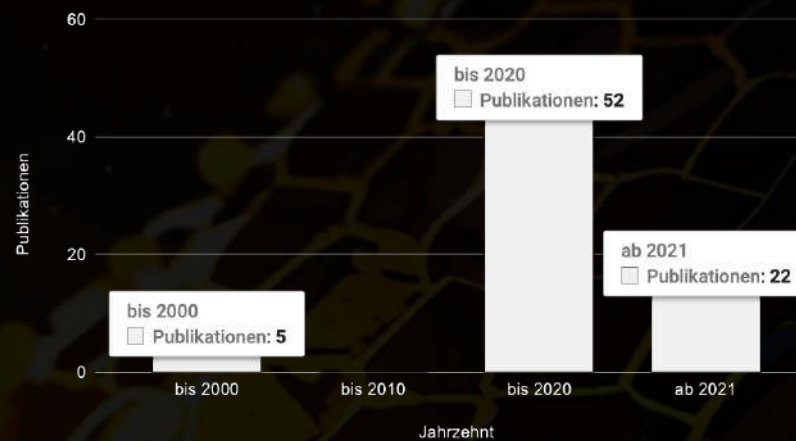 60
bis 2020
Publikationen: 52
40
Publikationen
ab 2021
20
Publikationen: 22
bis 2000
Publikationen: 5
0
bis 2000 bis 2010 bis 2020 ab 2021
Jahrzehnt